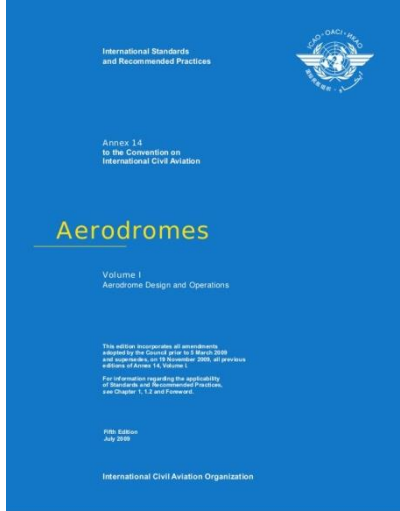 International Standards
and Recommended Practices
ICAO · OACI · ИКАО
Annex 14
to the Convention on
International Civil Aviation
Aerodromes
Volume I
Aerodrome Design and Operations
This edition incorporates all amendments
adopted by the Council prior to 5 March 2009
and supersedes, on 19 November 2009, all previous
editions of Annex 14, Volume I.
For information regarding the applicability
of Standards and Recommended Practices,
see Chapter 1, 1.2 and Foreword.
Fifth Edition
July 2009
International Civil Aviation Organization